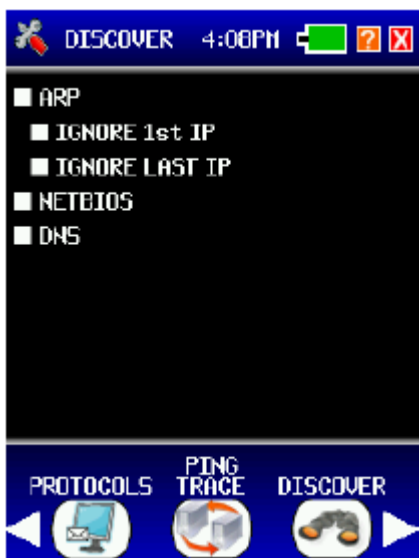 DISCOVER 4:08PM ? X
ARP
IGNORE 1st IP
IGNORE LAST IP
NETBIOS
DNS
PROTOCOLS
PING
TRACE
DISCOVER